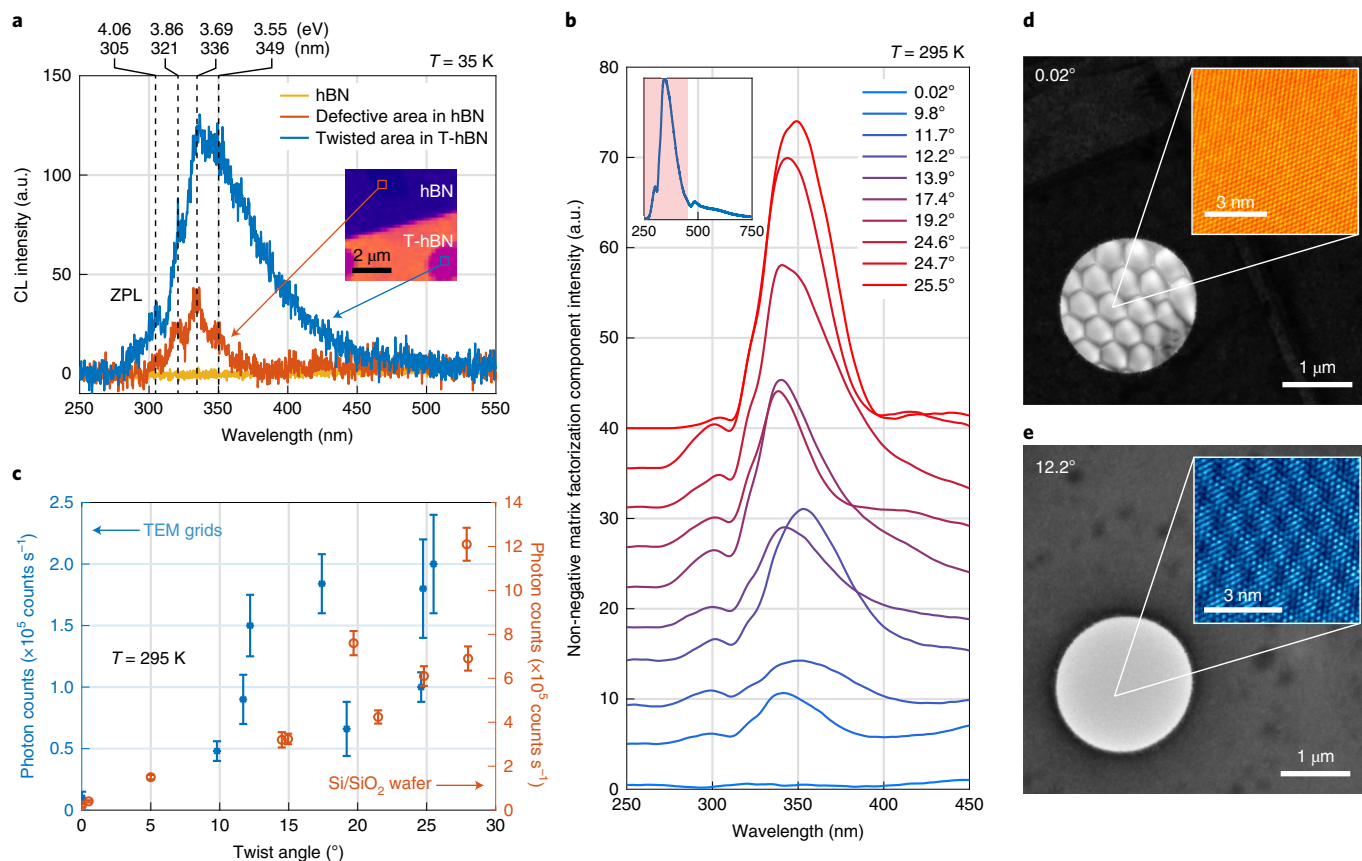 a
4.06 3.86 3.69 3.55 (eV)
305 321 336 349 (nm)
T = 35 K
150
100
50
0
CL intensity (a.u.)
hBN
Defective area in hBN
Twisted area in T-hBN
ZPL
hBN
T-hBN
2 μm
250 300 350 400 450 500 550
Wavelength (nm)
b
T = 295 K
80
70
60
50
40
30
20
10
0
Non-negative matrix factorization component intensity (a.u.)
250 500 750
0.02°
9.8°
11.7°
12.2°
13.9°
17.4°
19.2°
24.6°
24.7°
25.5°
250 300 350 400 450
Wavelength (nm)
c
2.5
2.0
1.5
1.0
0.5
0
Photon counts (×10⁵ counts s⁻¹)
TEM grids
T = 295 K
Si/SiO₂ wafer
14
12
10
8
6
4
2
0
Photon counts (×10⁵ counts s⁻¹)
0 5 10 15 20 25 30
Twist angle (°)
d
0.02°
3 nm
1 μm
e
12.2°
3 nm
1 μm